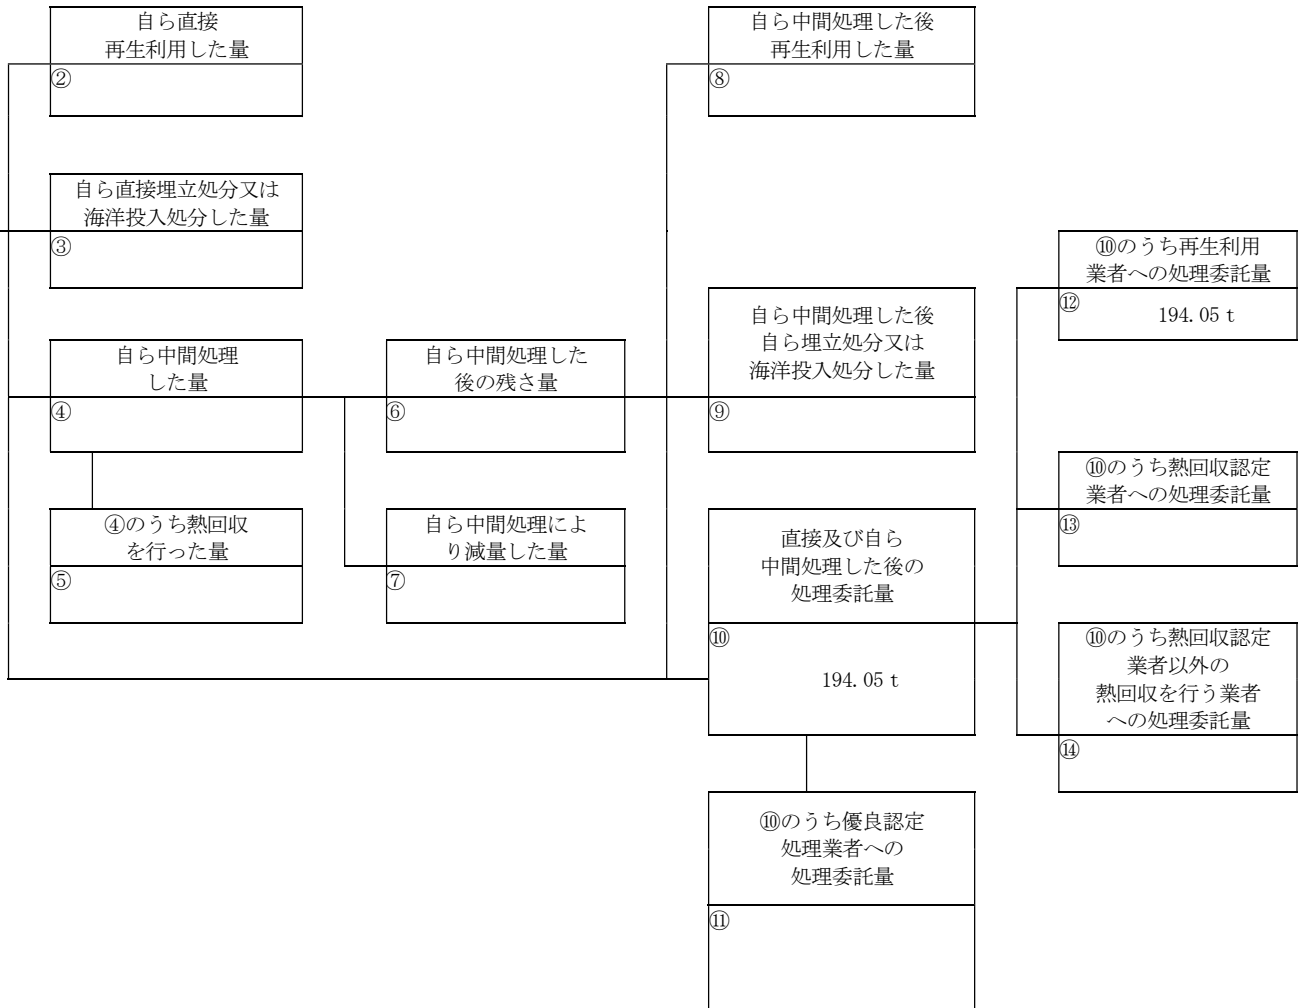 自ら直接
再生利用した量
②
自ら中間処理した後
再生利用した量
⑧
自ら直接埋立処分又は
海洋投入処分した量
③
⑩のうち再生利用
業者への処理委託量
⑫
194.05 t
自ら中間処理した後
自ら埋立処分又は
海洋投入処分した量
⑨
自ら中間処理
した量
④
自ら中間処理した
後の残さ量
⑥
⑩のうち熱回収認定
業者への処理委託量
⑬
④のうち熱回収
を行った量
⑤
自ら中間処理によ
り減量した量
⑦
直接及び自ら
中間処理した後の
処理委託量
⑩
194.05 t
⑩のうち熱回収認定
業者以外の
熱回収を行う業者
への処理委託量
⑭
⑩のうち優良認定
処理業者への
処理委託量
⑪